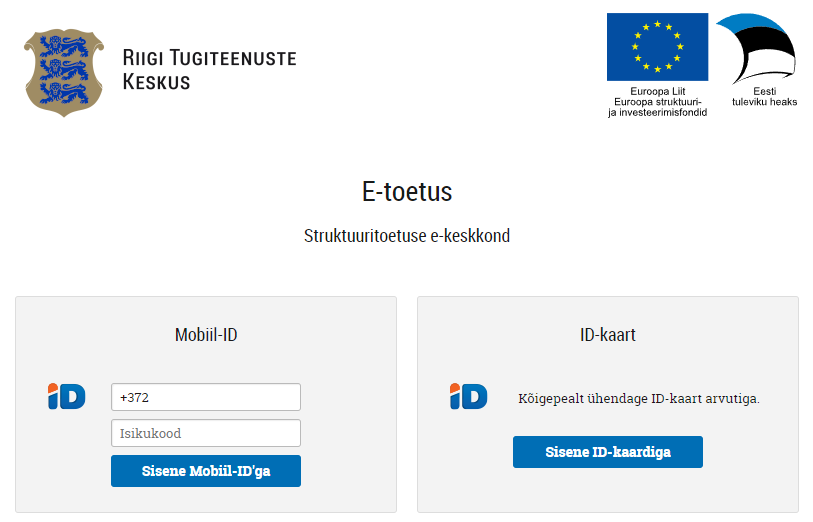 RIIGI TUGITEENUSTE
KESKUS
Euroopa Liit
Euroopa struktuuri-
ja investeerimisfondid
Eesti
tuleviku heaks
E-toetus
Struktuuritoetuse e-keskkond
Mobiil-ID
iD
+372
Isikukood
Sisene Mobiil-ID'ga
ID-kaart
iD
Kõigepealt ühendage ID-kaart arvutiga.
Sisene ID-kaardiga